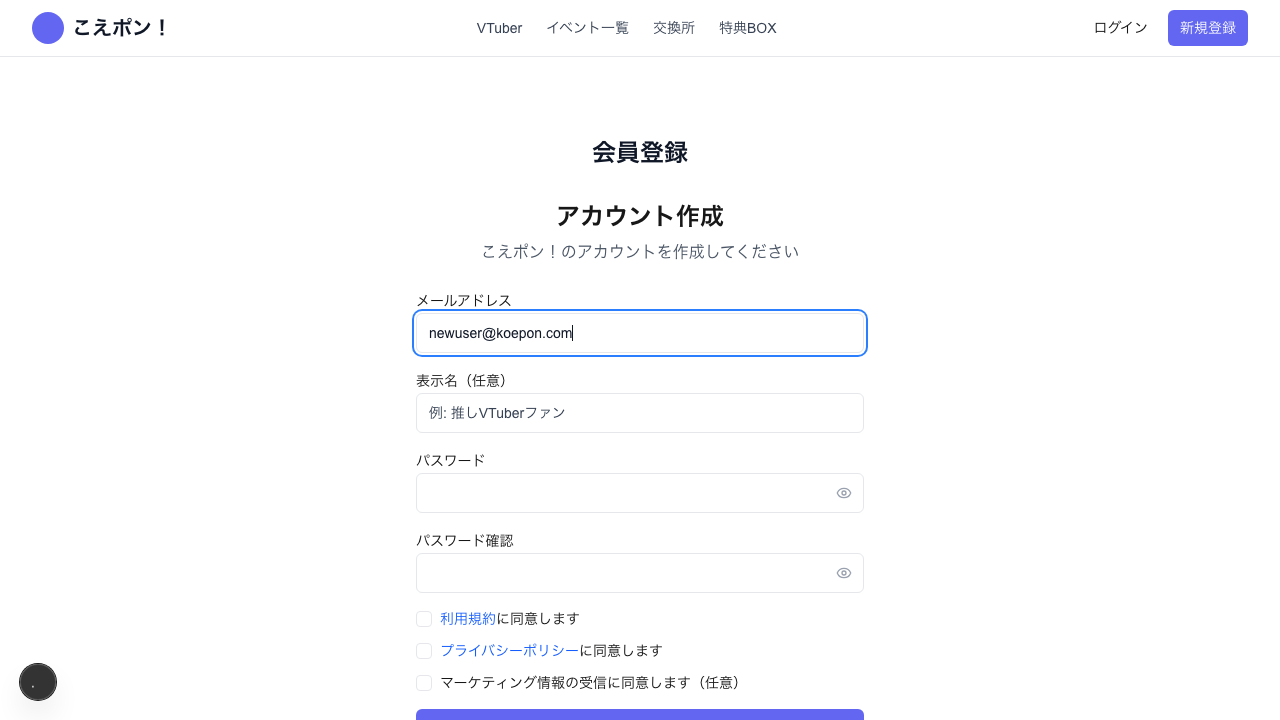 こえポン！
VTuber イベント一覧 交換所 特典BOX
ログイン 新規登録
会員登録
アカウント作成
こえポン！のアカウントを作成してください
メールアドレス
newuser@koepon.com
表示名（任意）
例: 推しVTuberファン
パスワード
パスワード確認
利用規約に同意します
プライバシーポリシーに同意します
マーケティング情報の受信に同意します（任意）